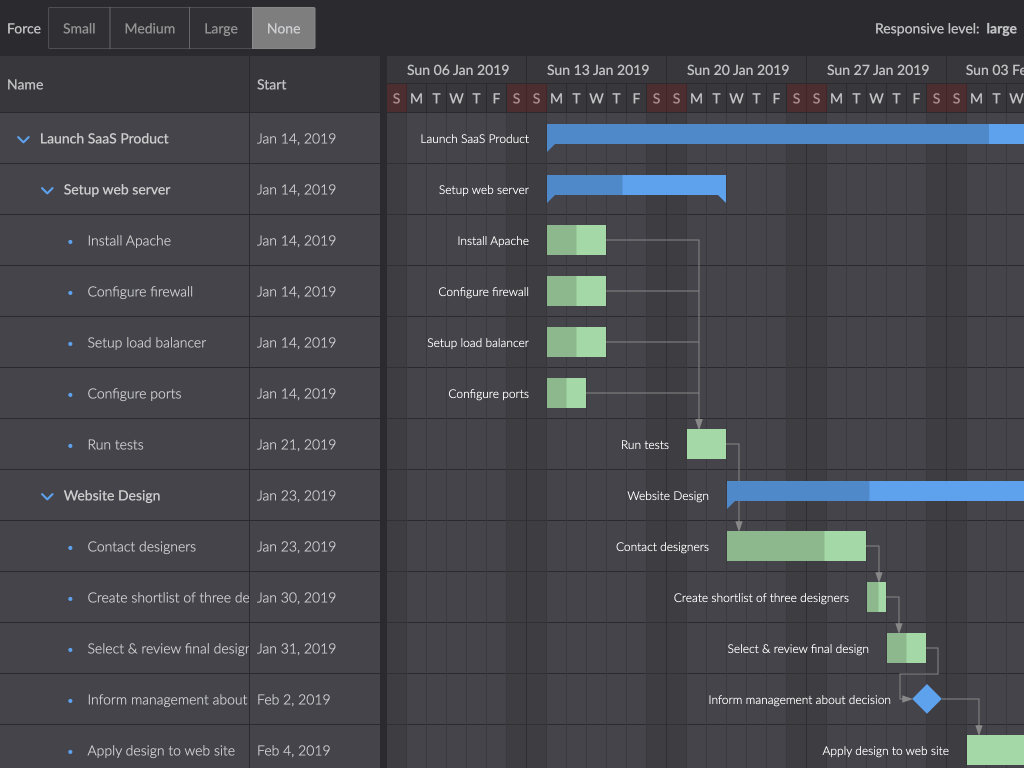 Force Small Medium Large None Responsive level: large
Name Start Sun 06 Jan 2019 Sun 13 Jan 2019 Sun 20 Jan 2019 Sun 27 Jan 2019 Sun 03 Fe
S M T W T F S S M T W T F S S M T W T F S S M T W T F S S M T W
Launch SaaS Product Jan 14, 2019 Launch SaaS Product
Setup web server Jan 14, 2019 Setup web server
Install Apache Jan 14, 2019 Install Apache
Configure firewall Jan 14, 2019 Configure firewall
Setup load balancer Jan 14, 2019 Setup load balancer
Configure ports Jan 14, 2019 Configure ports
Run tests Jan 21, 2019 Run tests
Website Design Jan 23, 2019 Website Design
Contact designers Jan 23, 2019 Contact designers
Create shortlist of three de Jan 30, 2019 Create shortlist of three designers
Select & review final design Jan 31, 2019 Select & review final design
Inform management about Feb 2, 2019 Inform management about decision
Apply design to web site Feb 4, 2019 Apply design to web site